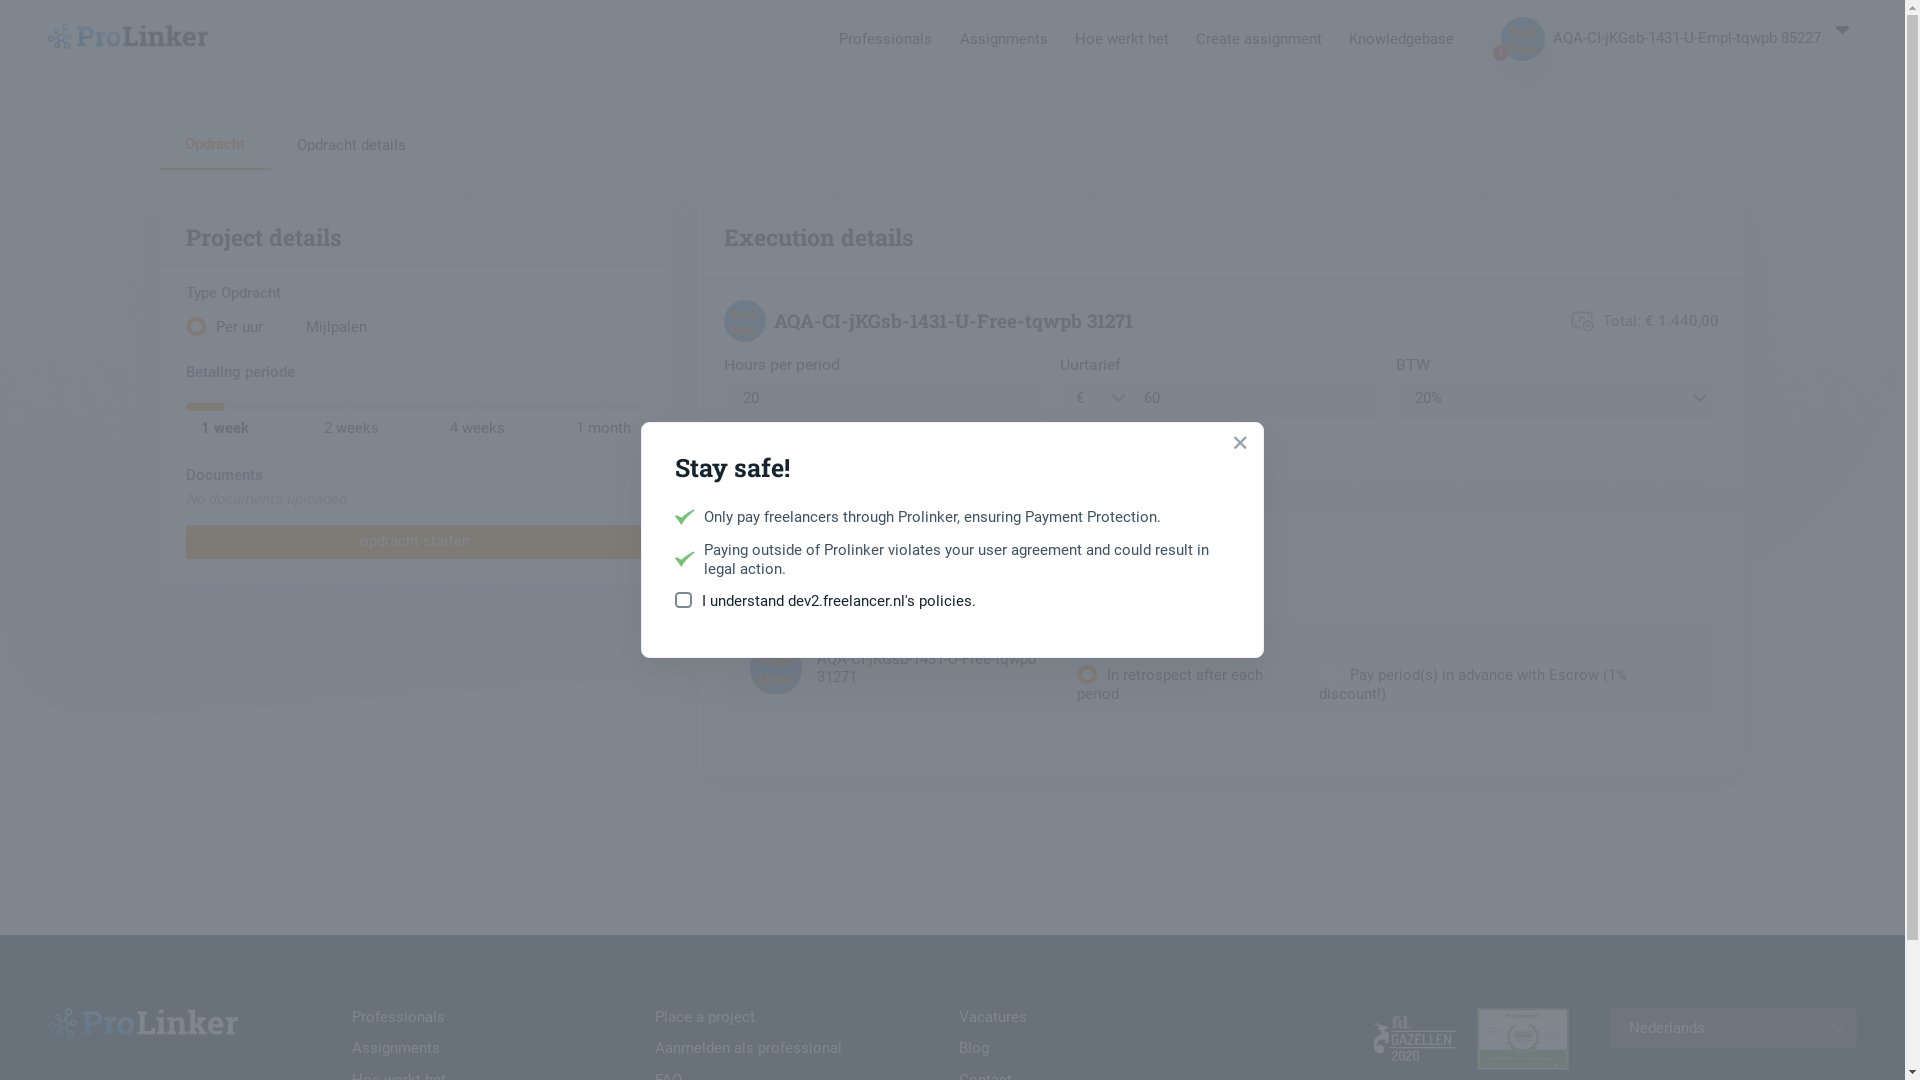 ProLinker
Professionals
Assignments
Hoe werkt het
Create assignment
Knowledgebase
AQA-CI-jKGsb-1431-U-Empl-tqwpb 85227
Opdracht
Opdracht details
Project details
Type Opdracht
Per uur
Mijlpalen
Betaling periode
1 week
2 weeks
4 weeks
1 month
Documents
No documents uploaded
opdracht starten
Execution details
AQA-CI-jKGsb-1431-U-Free-tqwpb 31271
Total: € 1.440,00
Hours per period
Uurtarief
BTW
20
€
60
20%
Stay safe!
Only pay freelancers through Prolinker, ensuring Payment Protection.
Paying outside of Prolinker violates your user agreement and could result in
legal action.
I understand dev2.freelancer.nl's policies.
AQA-CI-jKGsb-1431-U-Free-tqwpb
31271
In retrospect after each
period
Pay period(s) in advance with Escrow (1%
discount!)
ProLinker
Professionals
Assignments
Hoe werkt het
Place a project
Aanmelden als professional
FAQ
Vacatures
Blog
Contact
fd.
GAZELLEN
2020
Nederlands